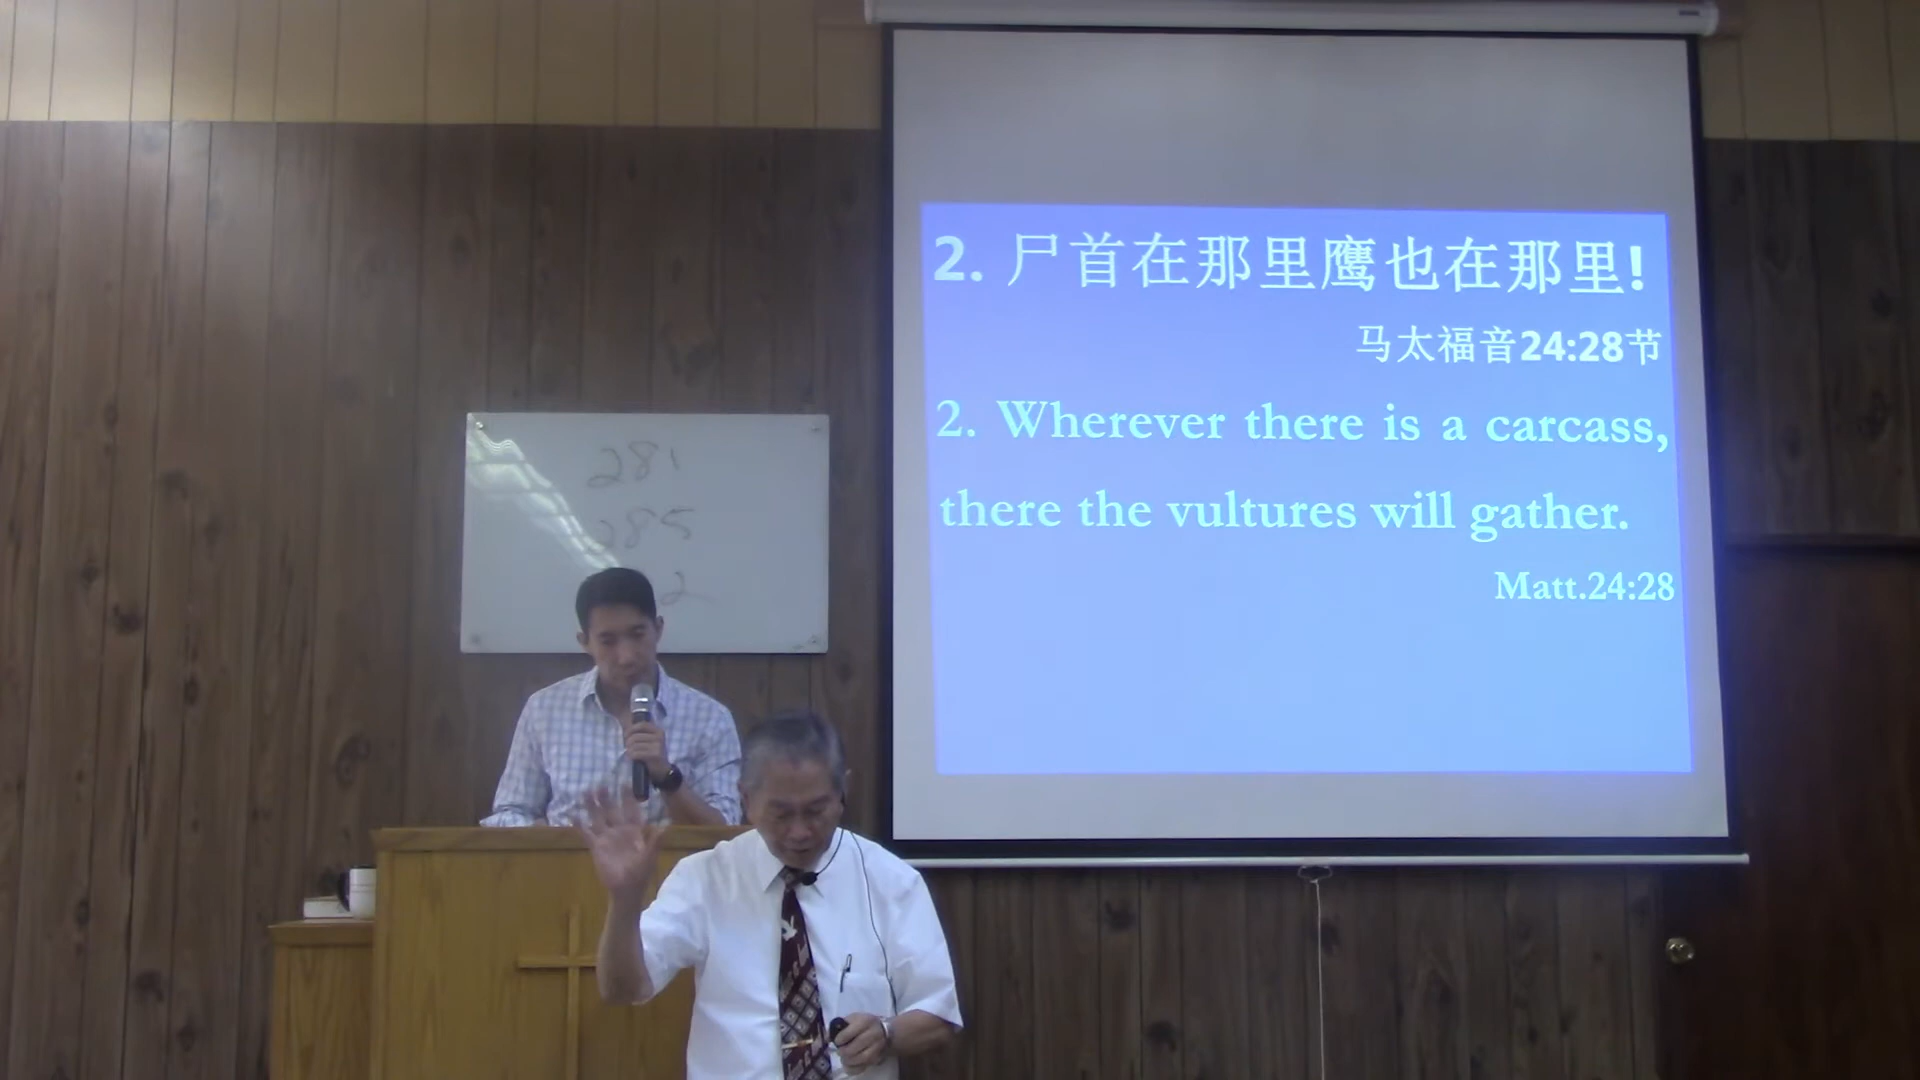 2. 尸首在那里鹰也在那里!
马太福音24:28节
2. Wherever there is a carcass,
there the vultures will gather.
Matt.24:28
281
285
2